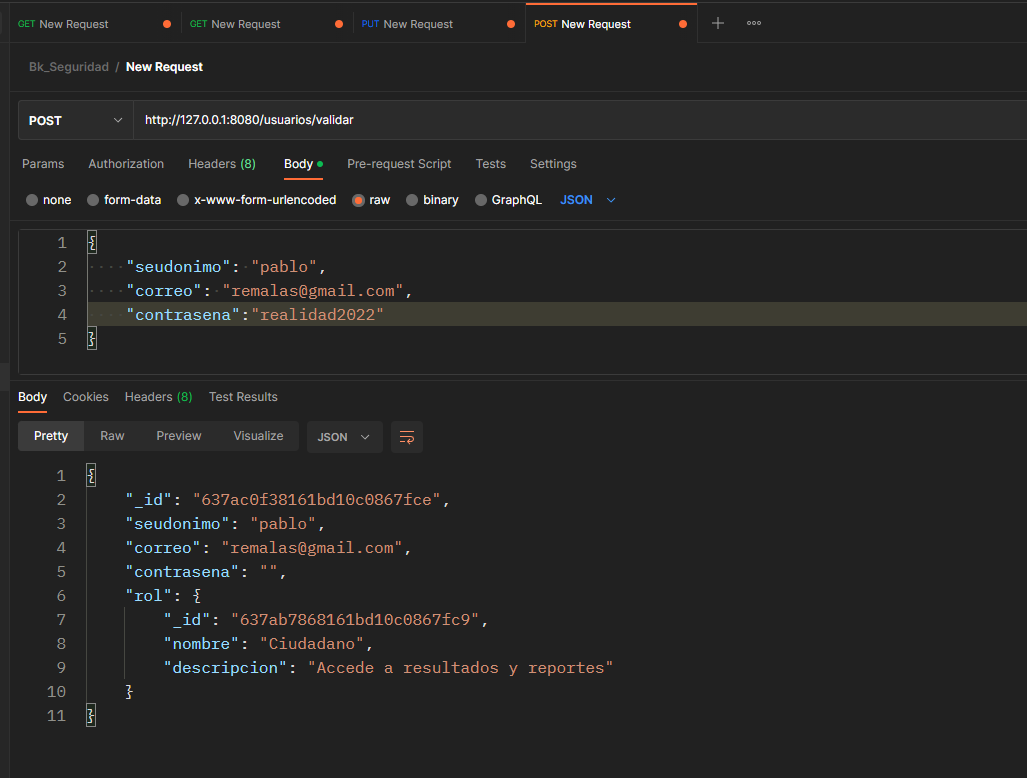 GET New Request GET New Request PUT New Request POST New Request
Bk_Seguridad / New Request
POST http://127.0.0.1:8080/usuarios/validar
Params Authorization Headers (8) Body Pre-request Script Tests Settings
none form-data x-www-form-urlencoded raw binary GraphQL JSON
1 {
2 "seudonimo": "pablo",
3 "correo": "remalas@gmail.com",
4 "contrasena":"realidad2022"
5 }
Body Cookies Headers (8) Test Results
Pretty Raw Preview Visualize JSON
1 {
2 "_id": "637ac0f38161bd10c0867fce",
3 "seudonimo": "pablo",
4 "correo": "remalas@gmail.com",
5 "contrasena": "",
6 "rol": {
7 "_id": "637ab7868161bd10c0867fc9",
8 "nombre": "Ciudadano",
9 "descripcion": "Accede a resultados y reportes"
10 }
11 }